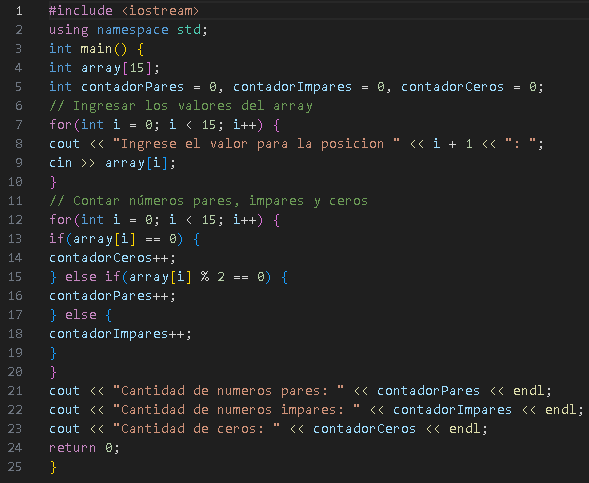 1 #include <iostream>
2 using namespace std;
3 int main() {
4 int array[15];
5 int contadorPares = 0, contadorImpares = 0, contadorCeros = 0;
6 // Ingresar los valores del array
7 for(int i = 0; i < 15; i++) {
8 cout << "Ingrese el valor para la posicion " << i + 1 << ": ";
9 cin >> array[i];
10 }
11 // Contar números pares, impares y ceros
12 for(int i = 0; i < 15; i++) {
13 if(array[i] == 0) {
14 contadorCeros++;
15 } else if(array[i] % 2 == 0) {
16 contadorPares++;
17 } else {
18 contadorImpares++;
19 }
20 }
21 cout << "Cantidad de numeros pares: " << contadorPares << endl;
22 cout << "Cantidad de numeros impares: " << contadorImpares << endl;
23 cout << "Cantidad de ceros: " << contadorCeros << endl;
24 return 0;
25 }